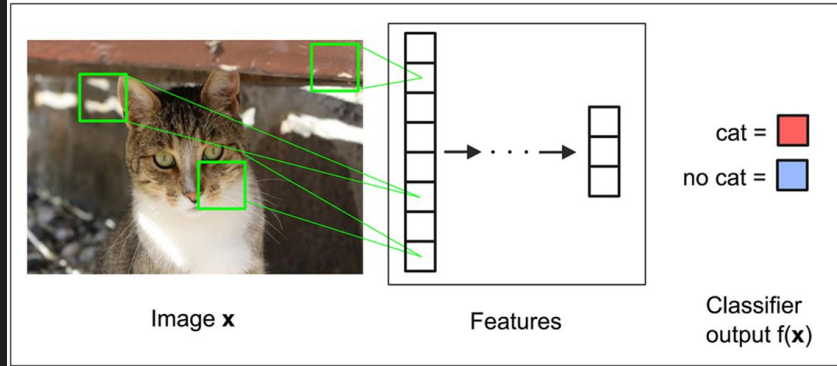 cat =
no cat =
Image x
Features
Classifier
output f(x)